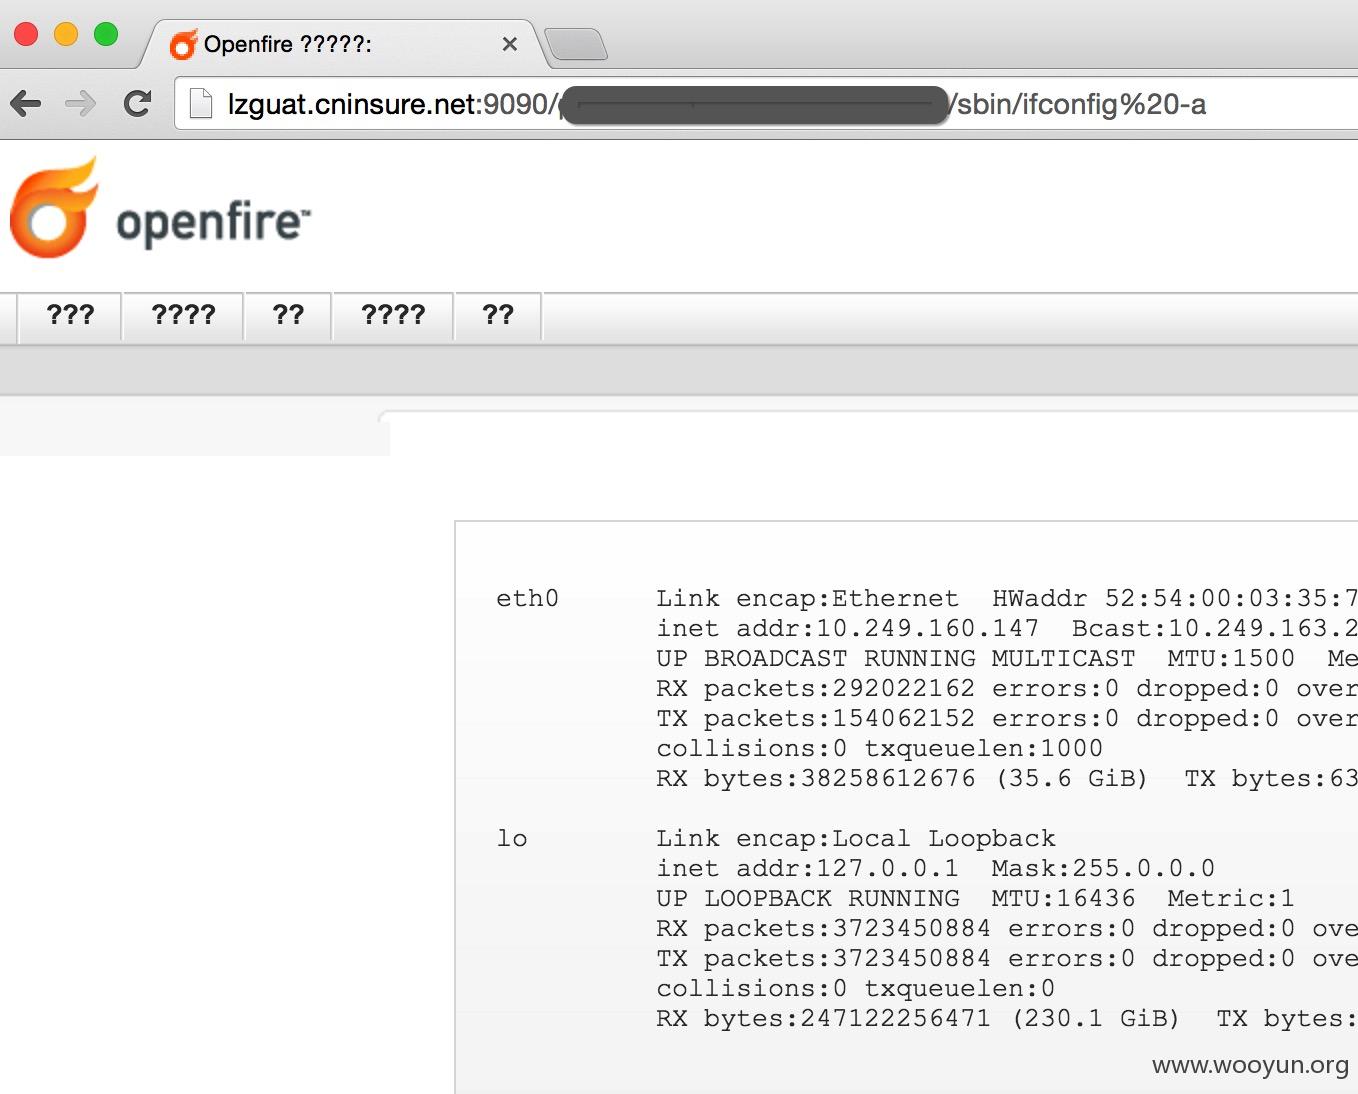 Openfire ?????:
lzguat.cninsure.net:9090/
/sbin/ifconfig%20-a
openfire™
??? ???? ?? ???? ??
eth0 Link encap:Ethernet HWaddr 52:54:00:03:35:7
inet addr:10.249.160.147 Bcast:10.249.163.2
UP BROADCAST RUNNING MULTICAST MTU:1500 Me
RX packets:292022162 errors:0 dropped:0 over
TX packets:154062152 errors:0 dropped:0 over
collisions:0 txqueuelen:1000
RX bytes:38258612676 (35.6 GiB) TX bytes:63
lo Link encap:Local Loopback
inet addr:127.0.0.1 Mask:255.0.0.0
UP LOOPBACK RUNNING MTU:16436 Metric:1
RX packets:3723450884 errors:0 dropped:0 ove
TX packets:3723450884 errors:0 dropped:0 ove
collisions:0 txqueuelen:0
RX bytes:247122256471 (230.1 GiB) TX bytes:
www.wooyun.org